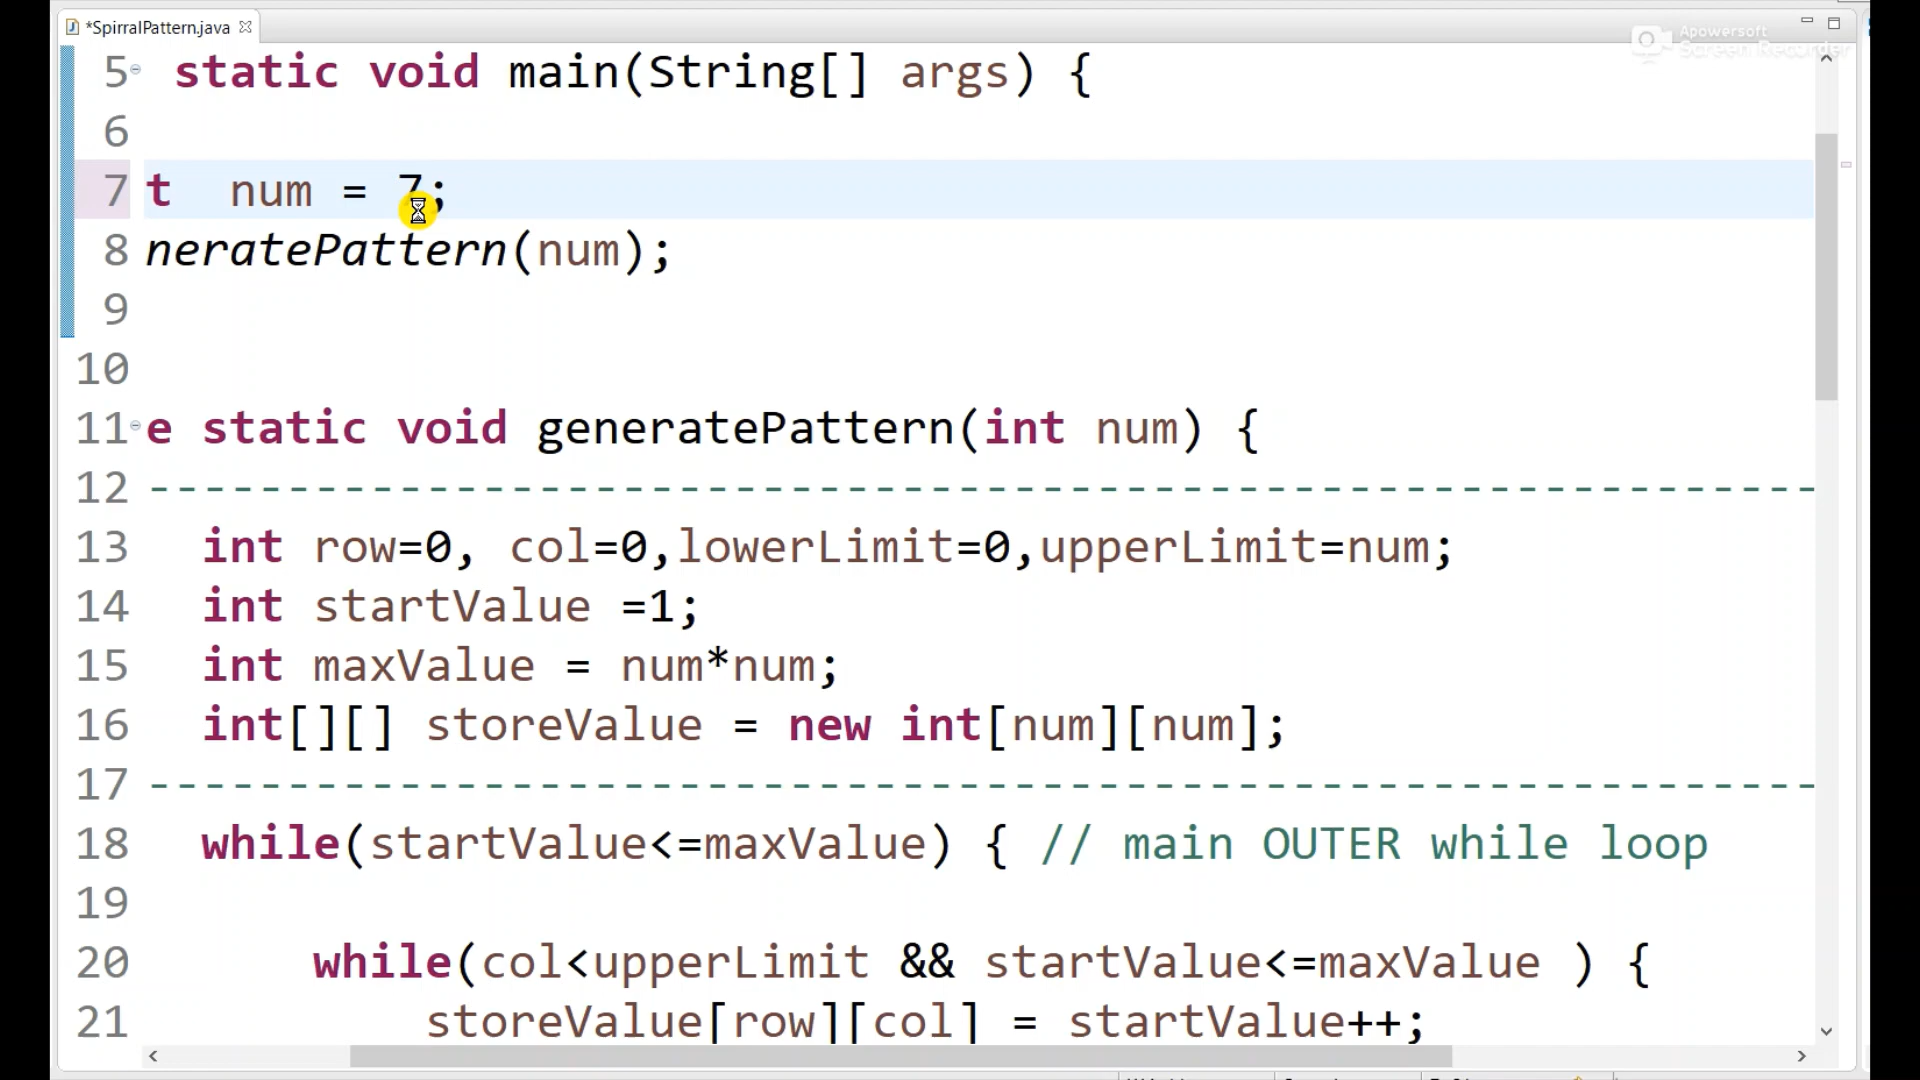 *SpirralPattern.java
Apowersoft
Screen Recorder
5 static void main(String[] args) {
6
7 t  num = 7;
8 neratePattern(num);
9
10
11 e static void generatePattern(int num) {
12 ------------------------------------------------------------
13 int row=0, col=0,lowerLimit=0,upperLimit=num;
14 int startValue =1;
15 int maxValue = num*num;
16 int[][] storeValue = new int[num][num];
17 ------------------------------------------------------------
18 while(startValue<=maxValue) { // main OUTER while loop
19
20 while(col<upperLimit && startValue<=maxValue ) {
21 storeValue[row][col] = startValue++;